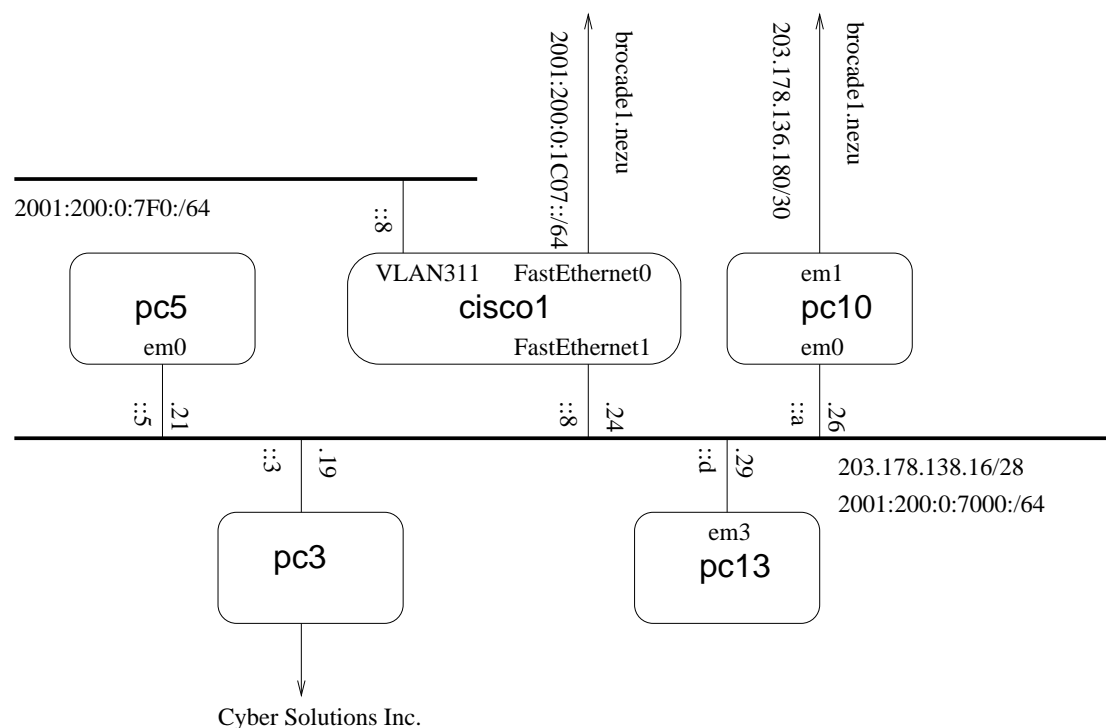 brocade1.nezu
2001:200:0:1C07::/64
brocade1.nezu
203.178.136.180/30
2001:200:0:7F0:/64
::8
VLAN311
FastEthernet0
em1
pc5
cisco1
pc10
em0
FastEthernet1
em0
.21
::5
.24
::8
.26
::a
.19
::3
.29
::d
203.178.138.16/28
2001:200:0:7000:/64
em3
pc3
pc13
Cyber Solutions Inc.